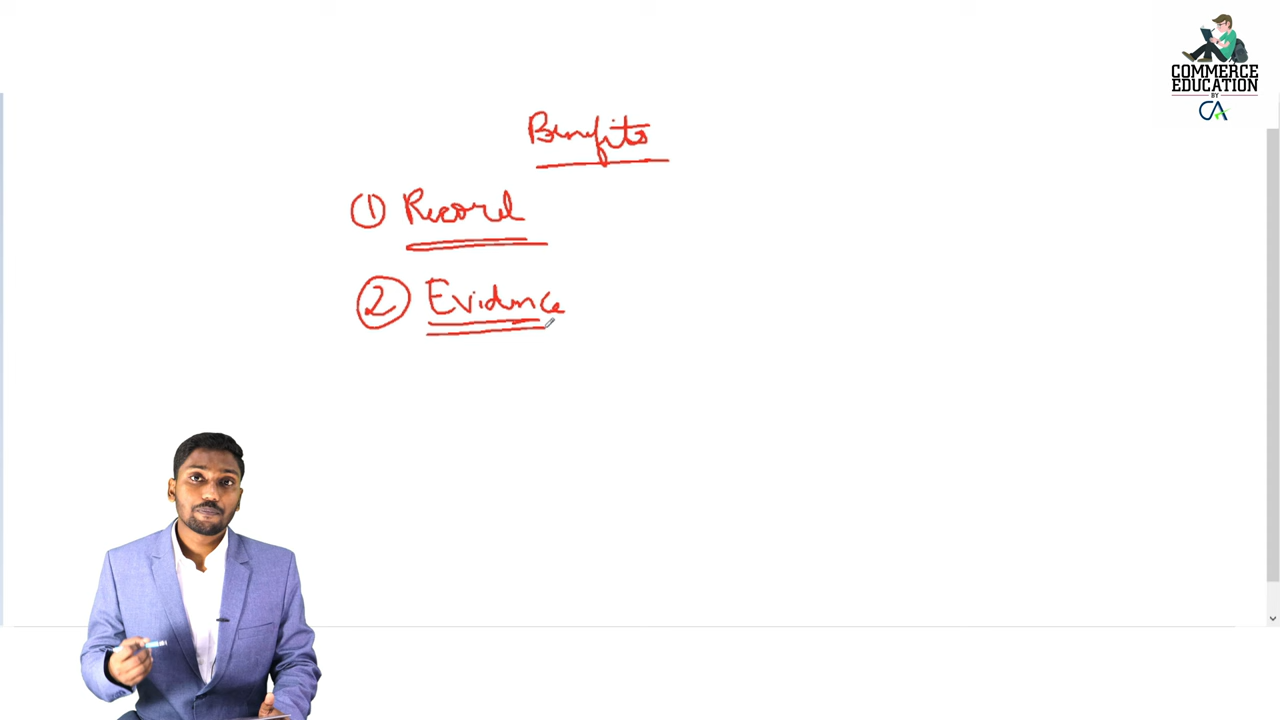 COMMERCE
EDUCATION
BY
CA
Benefits
① Record
② Evidence